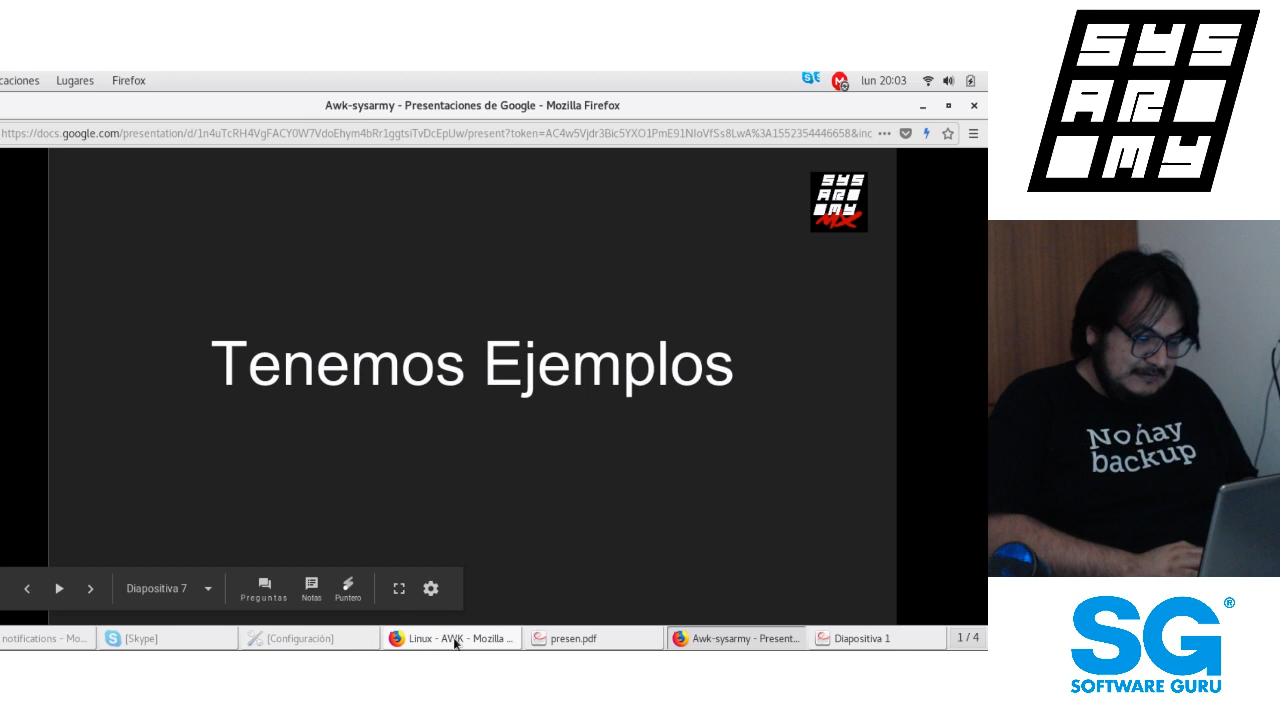 caciones Lugares Firefox lun 20:03
Awk-sysarmy - Presentaciones de Google - Mozilla Firefox
https://docs.google.com/presentation/d/1n4uTcRH4VgFACY0W7VdoEhym4bRr1ggtsiTvDcEpUw/present?token=AC4w5Vjdr3Bic5YXO1PmE91NIoVfSs8LwA%3A1552354446658&inc
SYS
AR
MY
MX
Tenemos Ejemplos
Diapositiva 7
Preguntas Notas Puntero
notifications - Mo... [Skype] [Configuración] Linux - AWK - Mozilla ... presen.pdf Awk-sysarmy - Present... Diapositiva 1 1 / 4
SYS
AR
MY
No hay
backup
SG®
SOFTWARE GURU